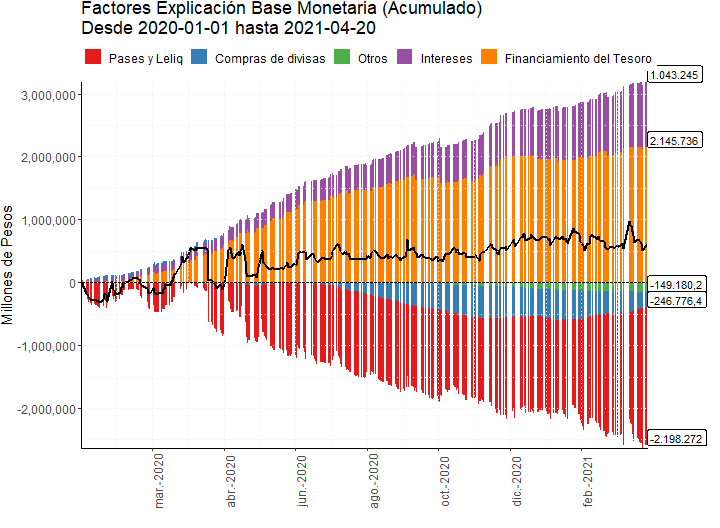 Factores Explicación Base Monetaria (Acumulado)
Desde 2020-01-01 hasta 2021-04-20
Pases y Leliq Compras de divisas Otros Intereses Financiamiento del Tesoro
Millones de Pesos
3,000,000
2,000,000
1,000,000
0
-1,000,000
-2,000,000
1.043.245
2.145.736
-149.180,2
-246.776,4
-2.198.272
mar.-2020
abr.-2020
jun.-2020
ago.-2020
oct.-2020
dic.-2020
feb.-2021